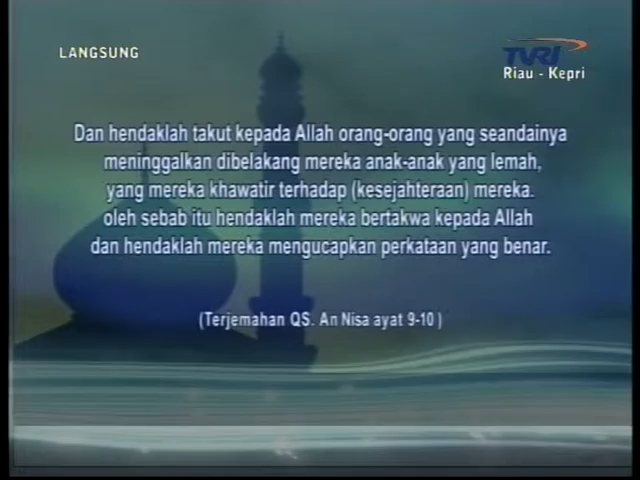 LANGSUNG
TVRI
Riau - Kepri
Dan hendaklah takut kepada Allah orang-orang yang seandainya
meninggalkan dibelakang mereka anak-anak yang lemah,
yang mereka khawatir terhadap (kesejahteraan) mereka.
oleh sebab itu hendaklah mereka bertakwa kepada Allah
dan hendaklah mereka mengucapkan perkataan yang benar.
(Terjemahan QS. An Nisa ayat 9-10 )